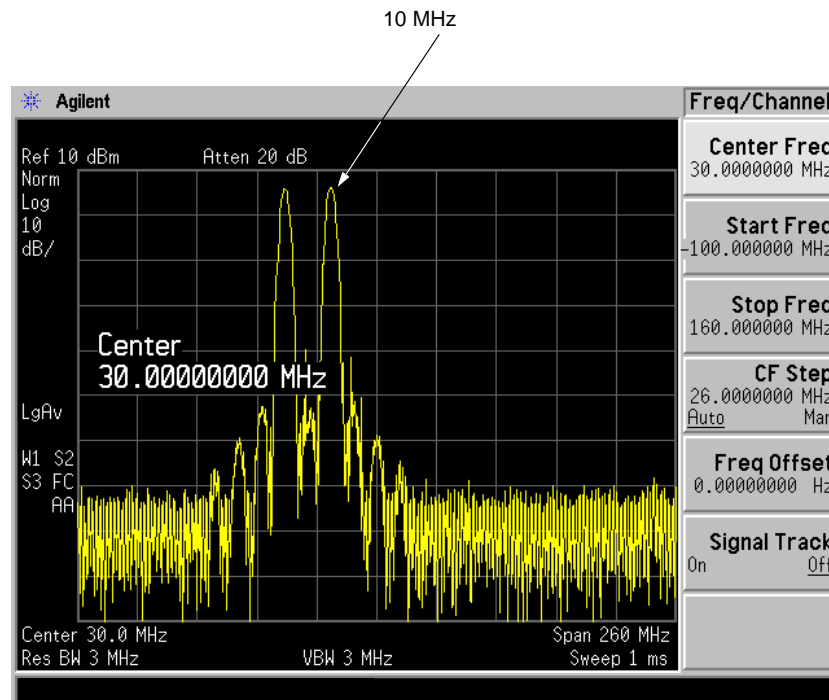 10 MHz
Agilent
Freq/Channel
Ref 10 dBm Atten 20 dB
Norm
Log
10
dB/
Center
30.00000000 MHz
LgAv
W1 S2
S3 FC
AA
Center 30.0 MHz Span 260 MHz
Res BW 3 MHz VBW 3 MHz Sweep 1 ms
Center Freq
30.0000000 MHz
Start Freq
-100.000000 MHz
Stop Freq
160.000000 MHz
CF Step
26.0000000 MHz
Auto Man
Freq Offset
0.00000000 Hz
Signal Track
On Off